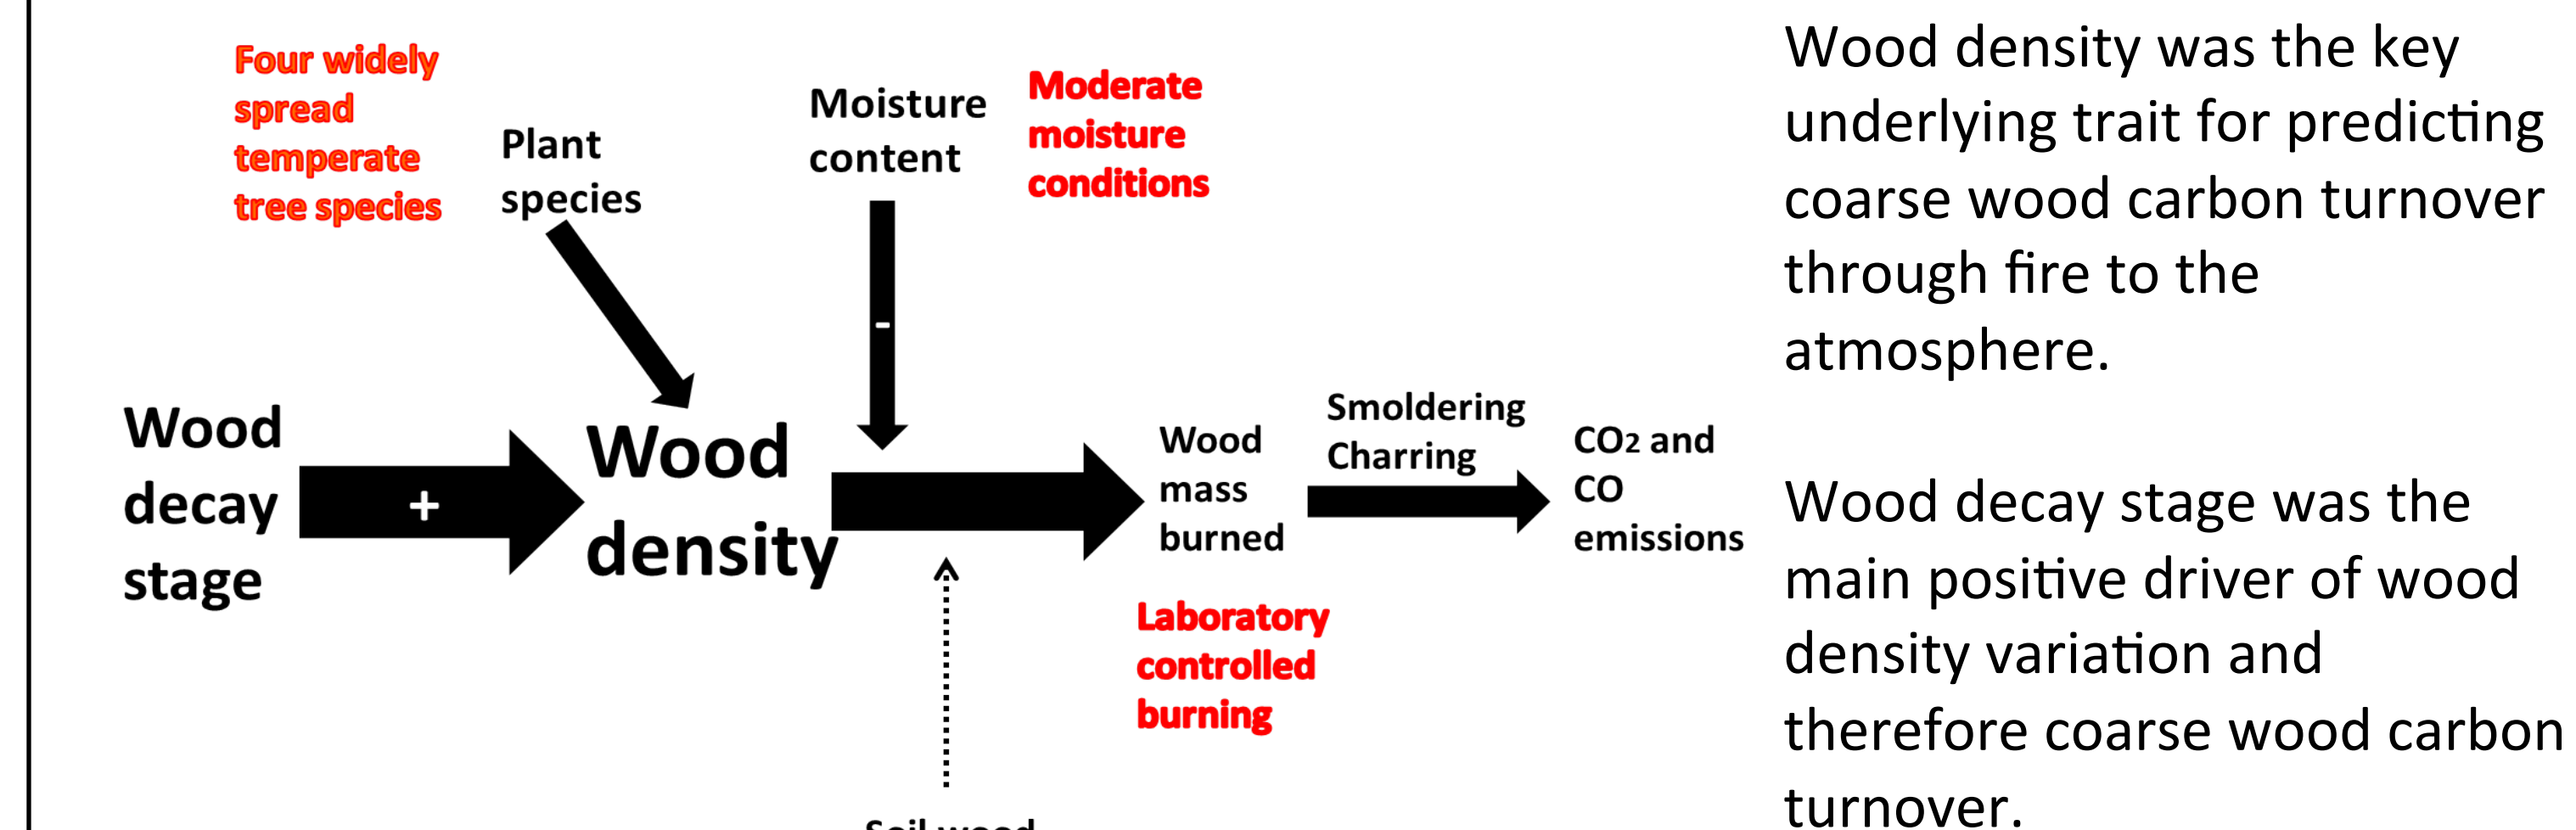 Four widely
spread
temperate
tree species
Plant
species
Moisture
content
Moderate
moisture
conditions
-
Wood
decay
stage
+
Wood
density
Wood
mass
burned
Smoldering
Charring
CO2 and
CO
emissions
Laboratory
controlled
burning
Soil wood
Wood density was the key
underlying trait for predicting
coarse wood carbon turnover
through fire to the
atmosphere.
Wood decay stage was the
main positive driver of wood
density variation and
therefore coarse wood carbon
turnover.